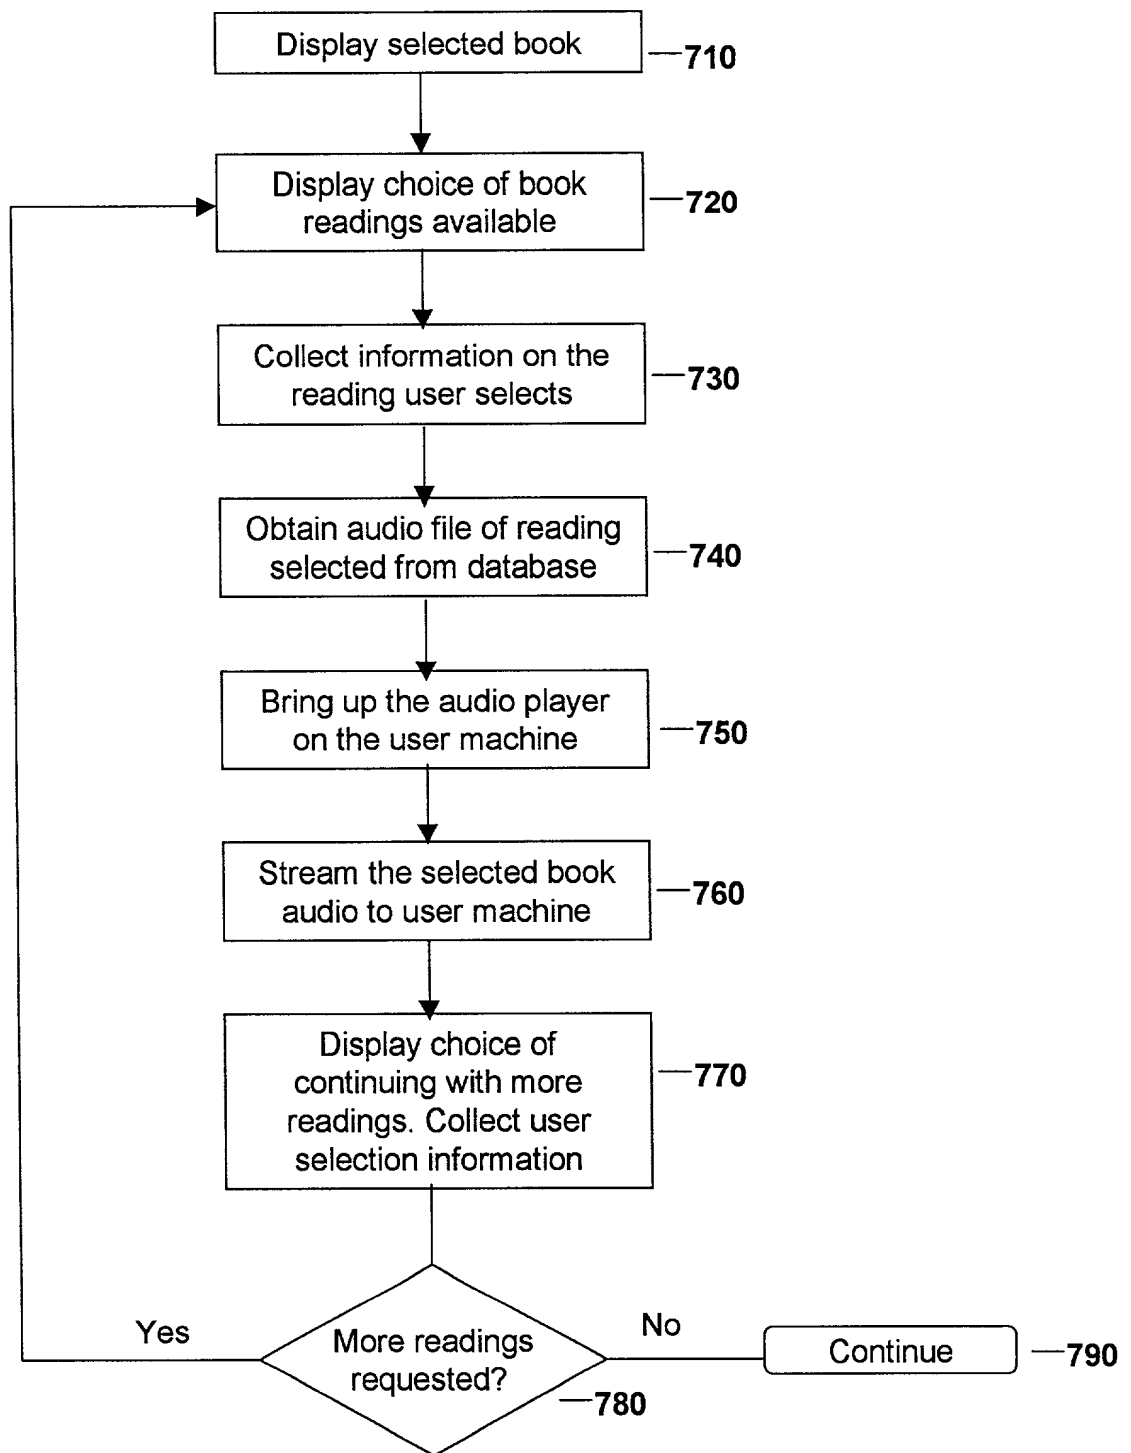 Display selected book
710
Display choice of book
readings available
720
Collect information on the
reading user selects
730
Obtain audio file of reading
selected from database
740
Bring up the audio player
on the user machine
750
Stream the selected book
audio to user machine
760
Display choice of
continuing with more
readings. Collect user
selection information
770
Yes
More readings
requested?
780
No
Continue
790